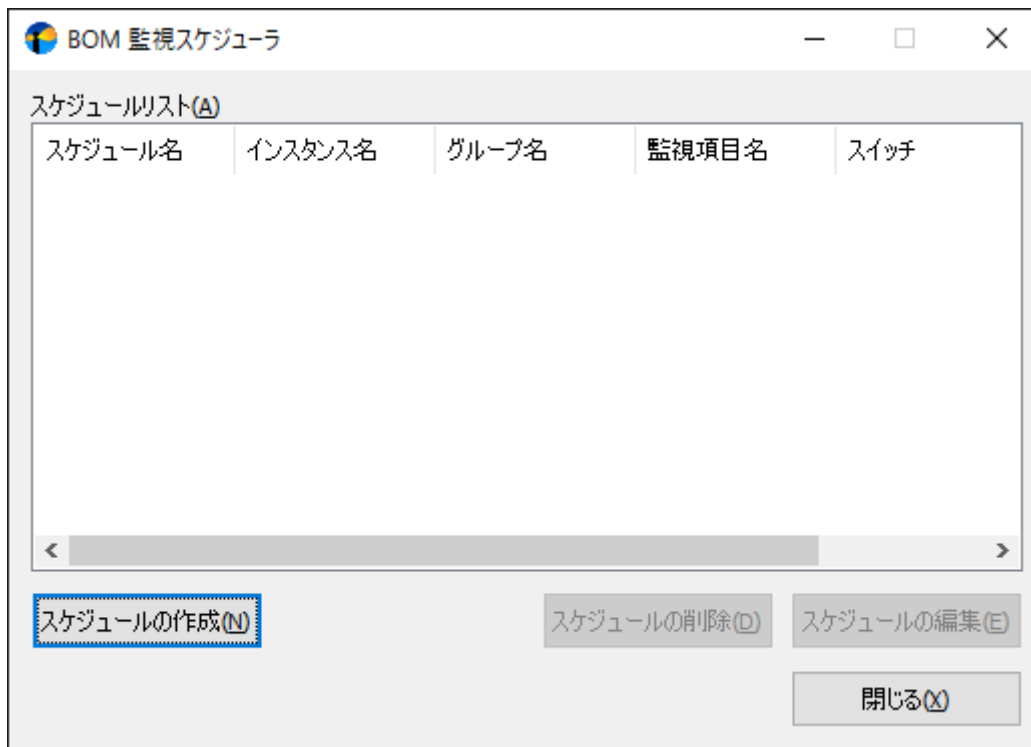 BOM 監視スケジューラ
スケジュールリスト(A)
スケジュール名 インスタンス名 グループ名 監視項目名 スイッチ
スケジュールの作成(N) スケジュールの削除(D) スケジュールの編集(E)
閉じる(X)